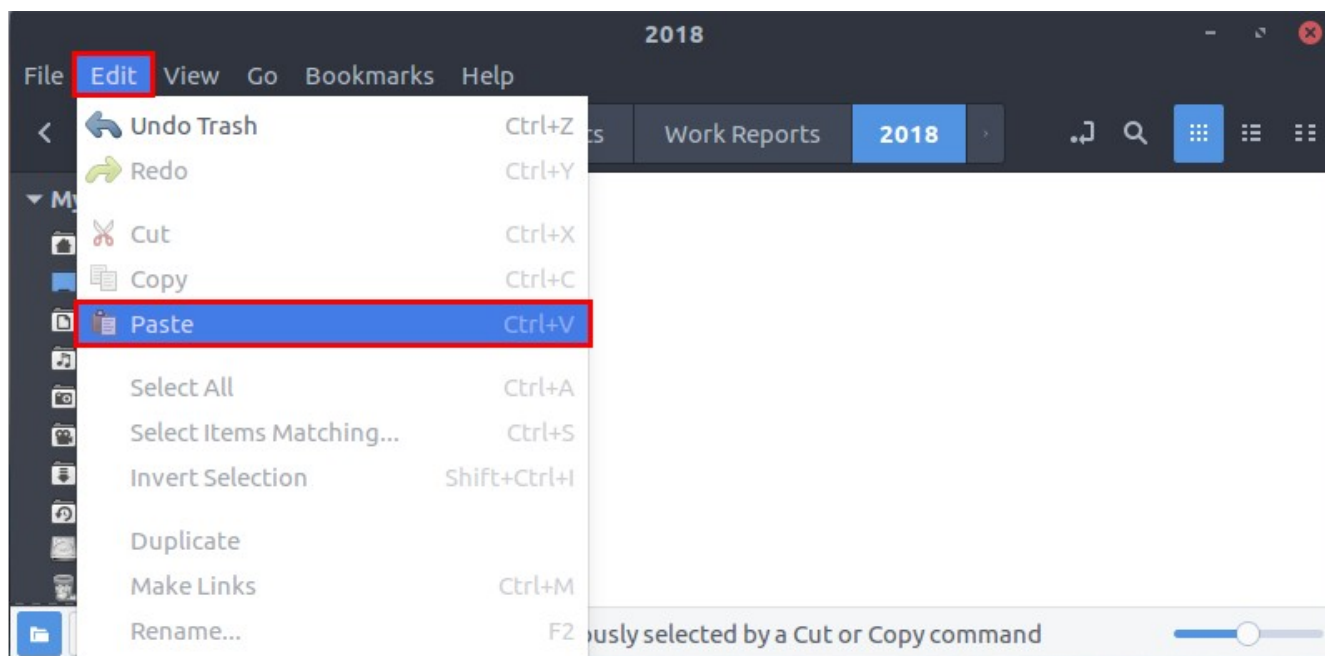 2018
File Edit View Go Bookmarks Help
Work Reports 2018
Undo Trash Ctrl+Z
Redo Ctrl+Y
Cut Ctrl+X
Copy Ctrl+C
Paste Ctrl+V
Select All Ctrl+A
Select Items Matching... Ctrl+S
Invert Selection Shift+Ctrl+I
Duplicate
Make Links Ctrl+M
Rename... F2
selected by a Cut or Copy command